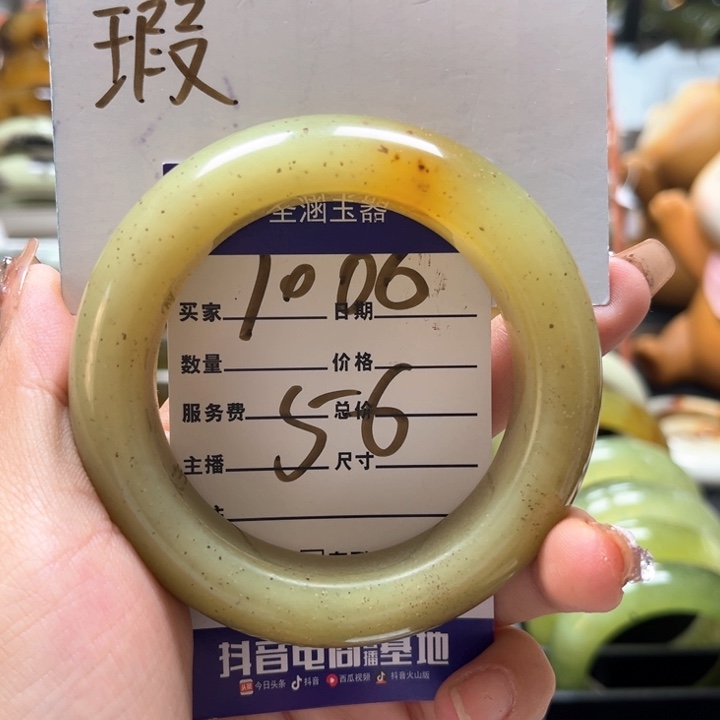 瑕
圣涵玉器
1006
买家 日期
数量 价格
56
服务费 总价
主播 尺寸
抖音电商直播基地
今日头条 抖音 西瓜视频 抖音火山版